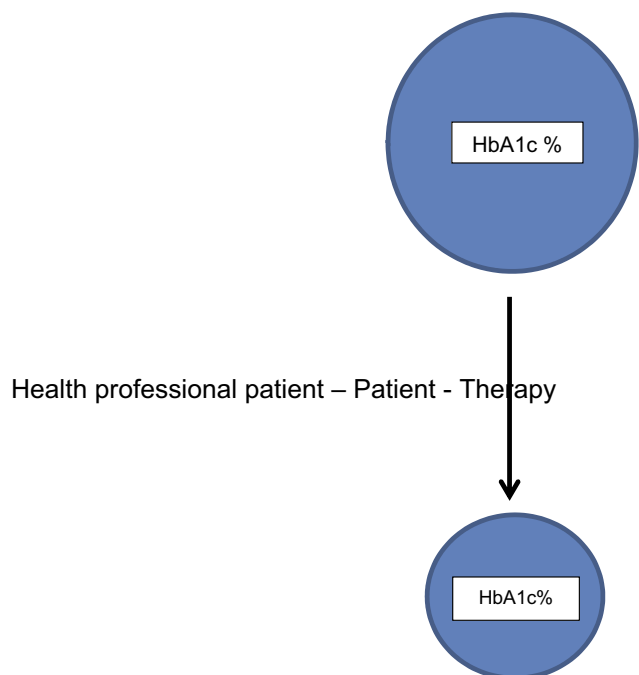 HbA1c %
Health professional patient – Patient - Therapy
HbA1c%